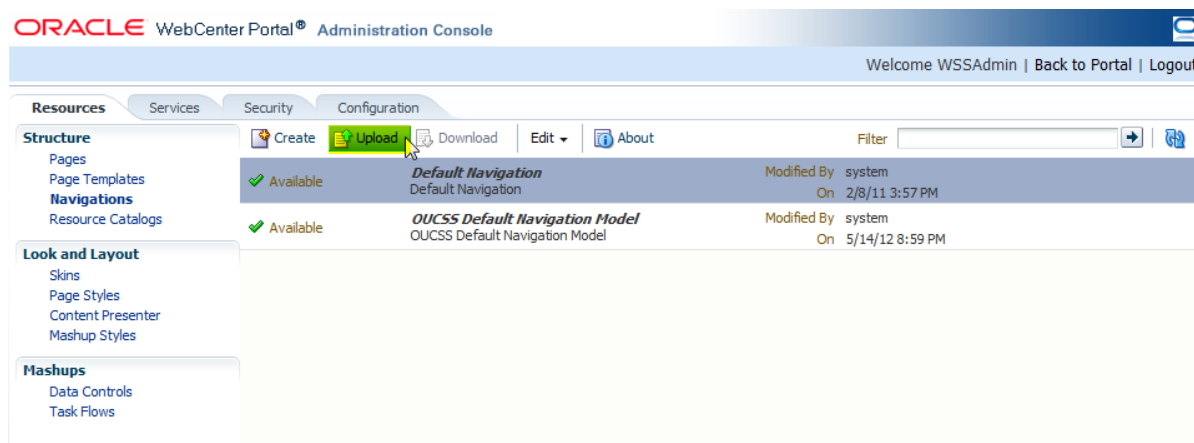 ORACLE WebCenter Portal® Administration Console
Welcome WSSAdmin | Back to Portal | Logout
Resources Services Security Configuration
Structure
Pages
Page Templates
Navigations
Resource Catalogs
Look and Layout
Skins
Page Styles
Content Presenter
Mashup Styles
Mashups
Data Controls
Task Flows
Create Upload Download Edit About Filter
Available Default Navigation Modified By system
Default Navigation On 2/8/11 3:57 PM
Available OUCSS Default Navigation Model Modified By system
OUCSS Default Navigation Model On 5/14/12 8:59 PM